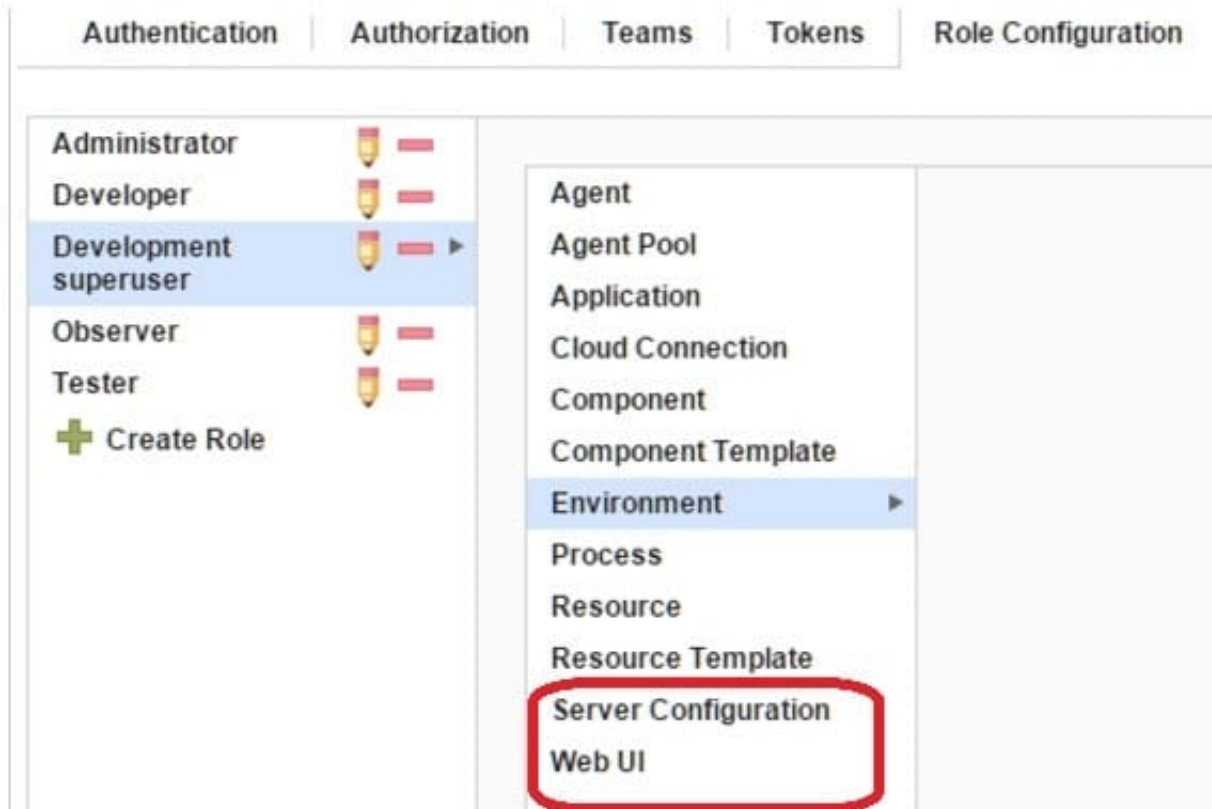 Authentication Authorization Teams Tokens Role Configuration
Administrator
Developer
Development
superuser
Observer
Tester
Create Role
Agent
Agent Pool
Application
Cloud Connection
Component
Component Template
Environment
Process
Resource
Resource Template
Server Configuration
Web UI